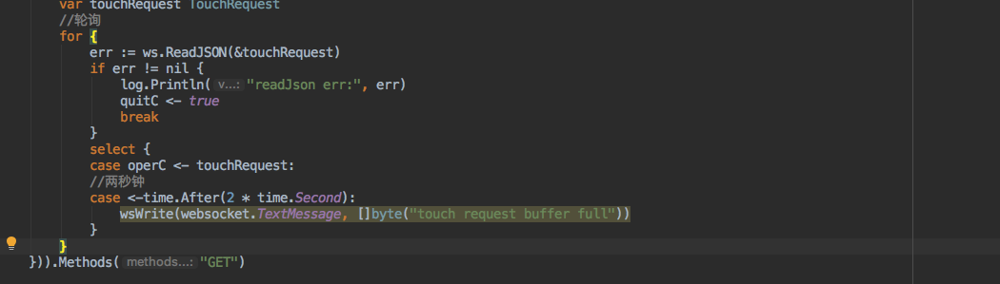 var touchRequest TouchRequest
//轮询
for {
err := ws.ReadJSON(&touchRequest)
if err != nil {
log.Println( v...: "readJson err:", err)
quitC <- true
break
}
select {
case operC <- touchRequest:
//两秒钟
case <-time.After(2 * time.Second):
wsWrite(websocket.TextMessage, []byte("touch request buffer full"))
}
}
})).Methods( methods...: "GET")